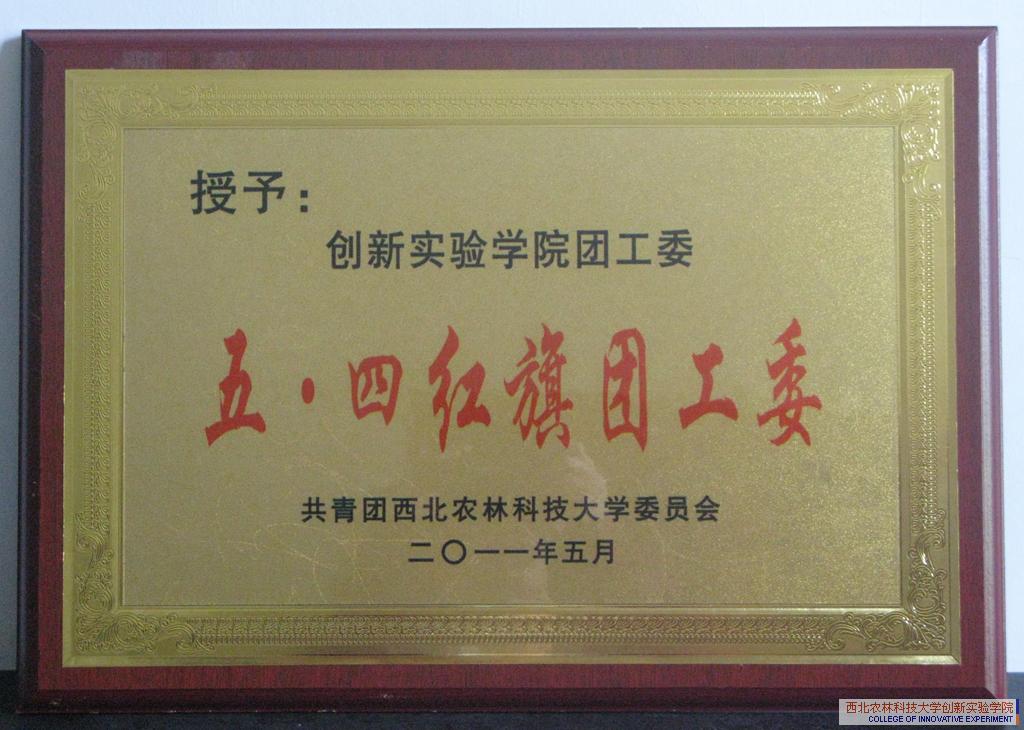 授予：
创新实验学院团工委
五·四红旗团工委
共青团西北农林科技大学委员会
二〇一一年五月
西北农林科技大学创新实验学院
COLLEGE OF INNOVATIVE EXPERIMENT